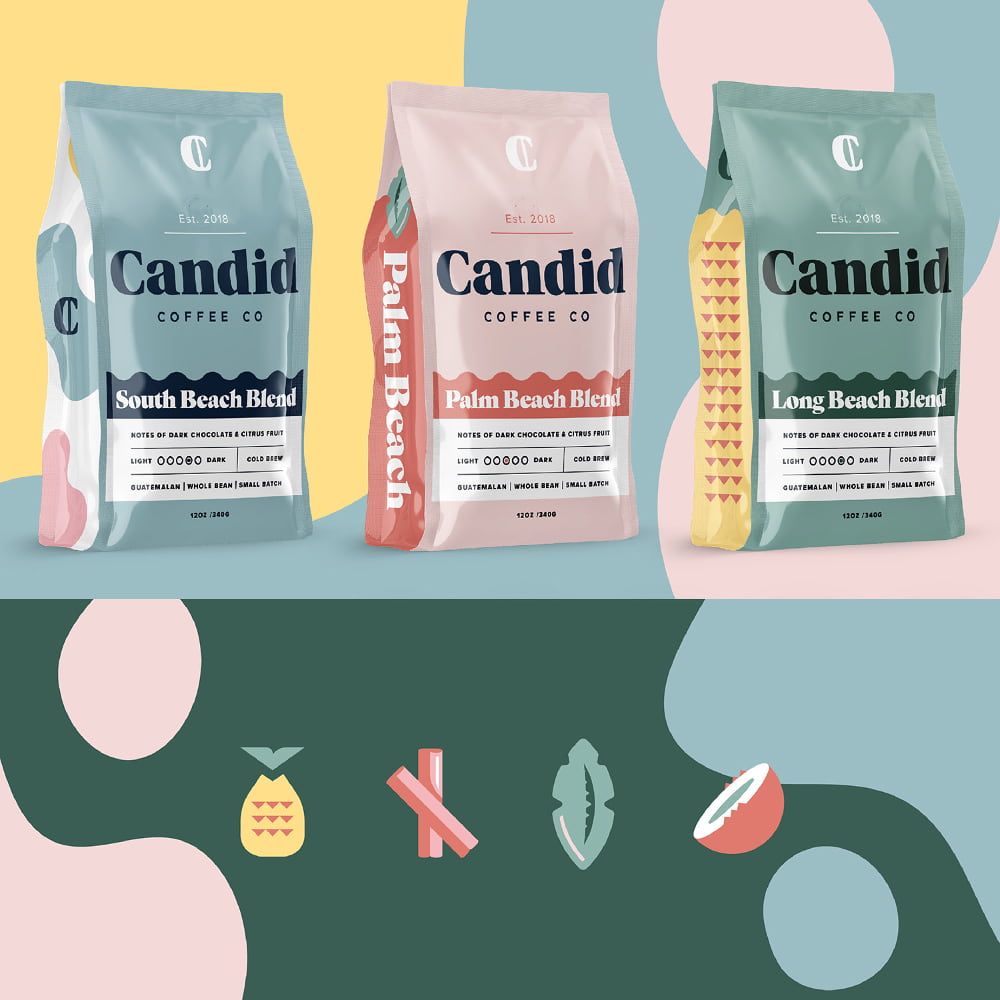 C
Est. 2018
Candid
COFFEE CO
South Beach Blend
NOTES OF DARK CHOCOLATE & CITRUS FRUIT
LIGHT DARK COLD BREW
GUATEMALAN | WHOLE BEAN | SMALL BATCH
12OZ /340G
C
C
Est. 2018
Candid
COFFEE CO
Palm Beach Blend
NOTES OF DARK CHOCOLATE & CITRUS FRUIT
LIGHT DARK COLD BREW
GUATEMALAN | WHOLE BEAN | SMALL BATCH
12OZ /340G
Palm Beach
C
Est. 2018
Candid
COFFEE CO
Long Beach Blend
NOTES OF DARK CHOCOLATE & CITRUS FRUIT
LIGHT DARK COLD BREW
GUATEMALAN | WHOLE BEAN | SMALL BATCH
12OZ /340G